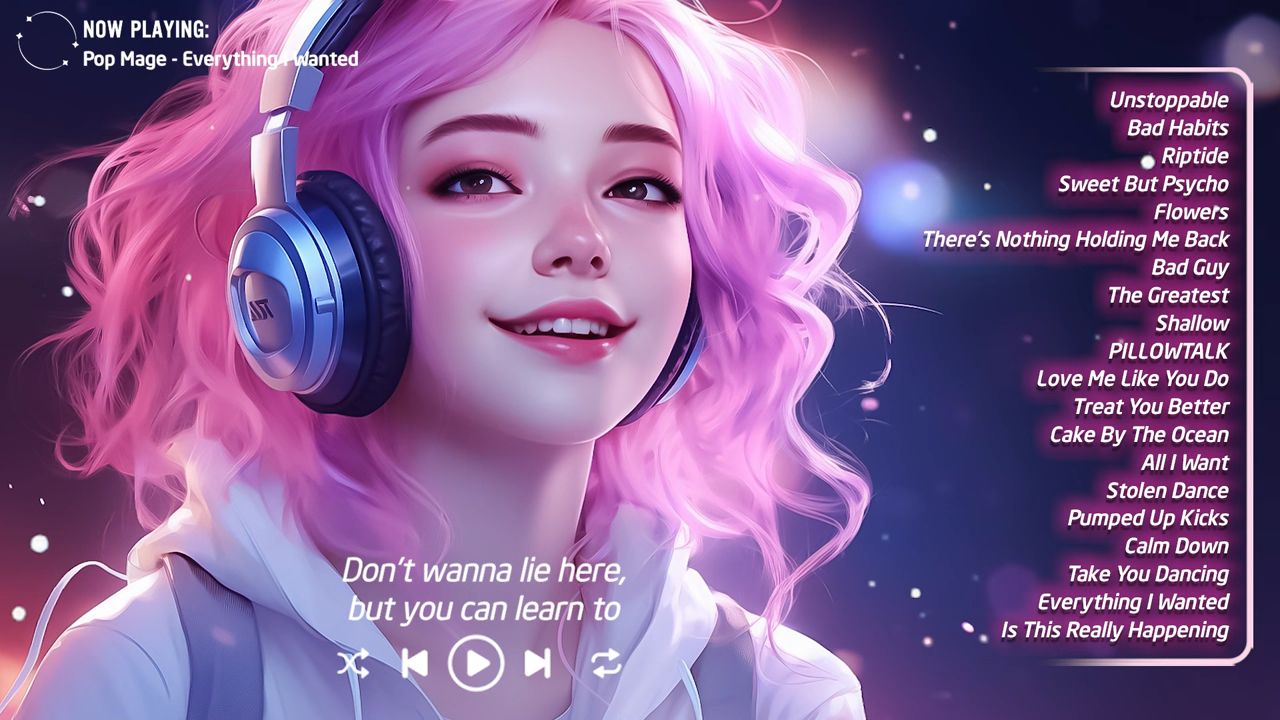 NOW PLAYING:
Pop Mage - Everything I wanted
Unstoppable
Bad Habits
Riptide
Sweet But Psycho
Flowers
There's Nothing Holding Me Back
Bad Guy
The Greatest
Shallow
PILLOWTALK
Love Me Like You Do
Treat You Better
Cake By The Ocean
All I Want
Stolen Dance
Pumped Up Kicks
Calm Down
Take You Dancing
Everything I Wanted
Is This Really Happening
Don't wanna lie here,
but you can learn to